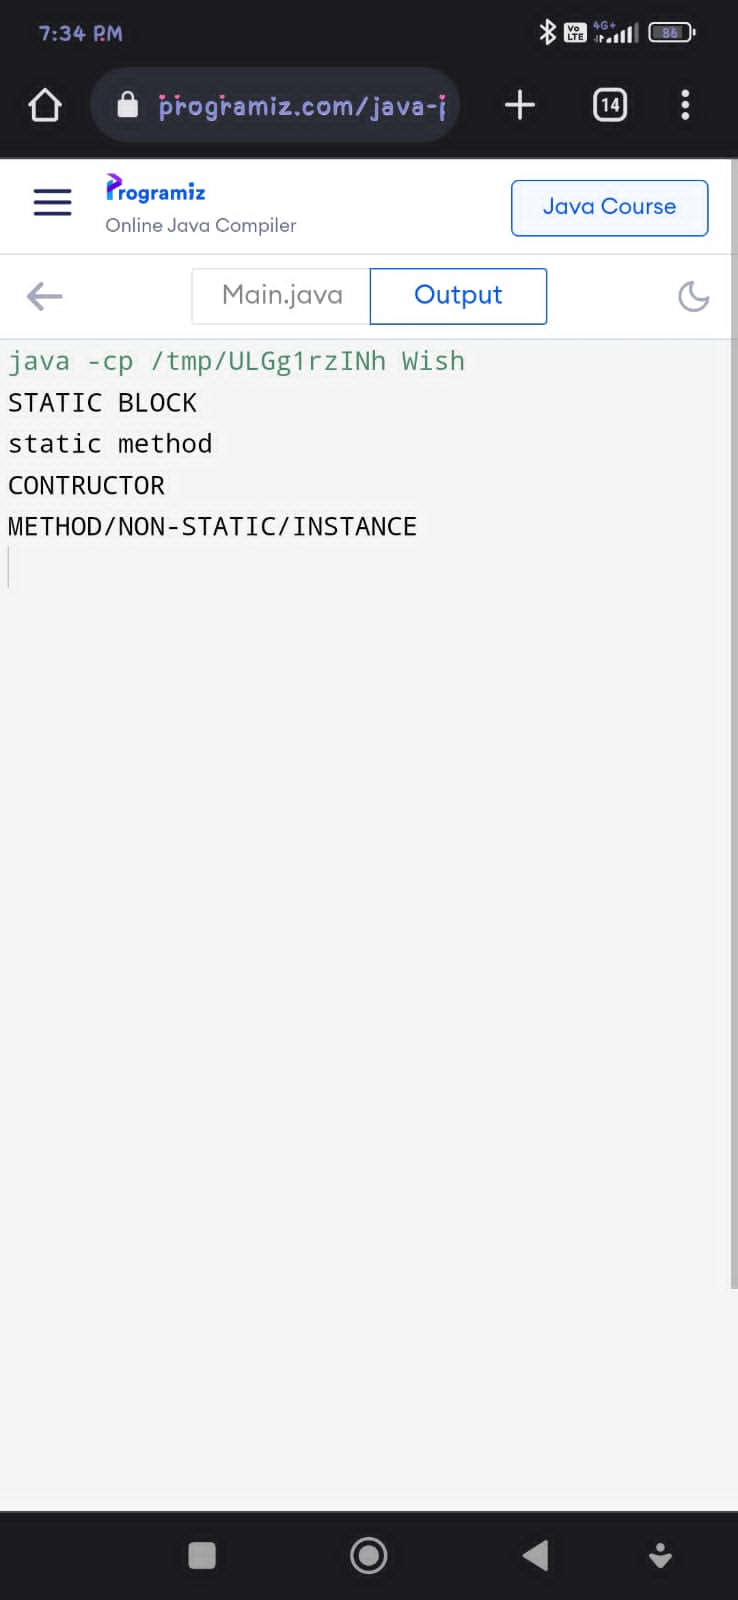 7:34 PM
Vo LTE 4G+ 86
programiz.com/java-p
14
Programiz
Online Java Compiler
Java Course
Main.java
Output
java -cp /tmp/ULGg1rzINh Wish
STATIC BLOCK
static method
CONTRUCTOR
METHOD/NON-STATIC/INSTANCE